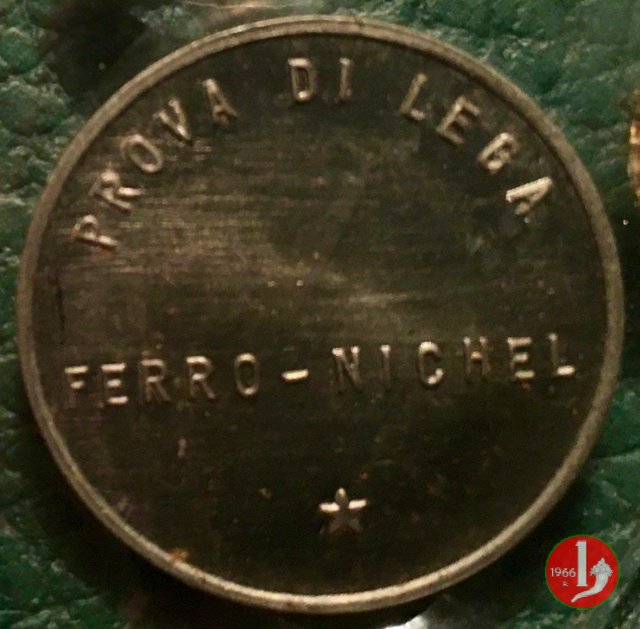 PROVA DI LEGA
FERRO-NICHEL
1966
R.